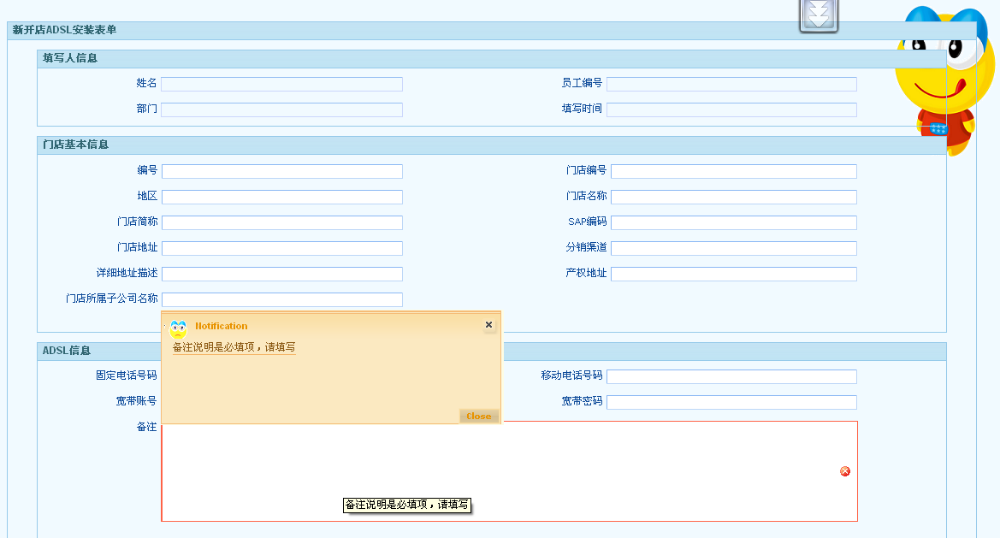 新开店ADSL安装表单
填写人信息
姓名 员工编号
部门 填写时间
门店基本信息
编号 门店编号
地区 门店名称
门店简称 SAP编码
门店地址 分销渠道
详细地址描述 产权地址
门店所属子公司名称
Notification
备注说明是必填项，请填写
Close
ADSL信息
固定电话号码 移动电话号码
宽带账号 宽带密码
备注
备注说明是必填项，请填写